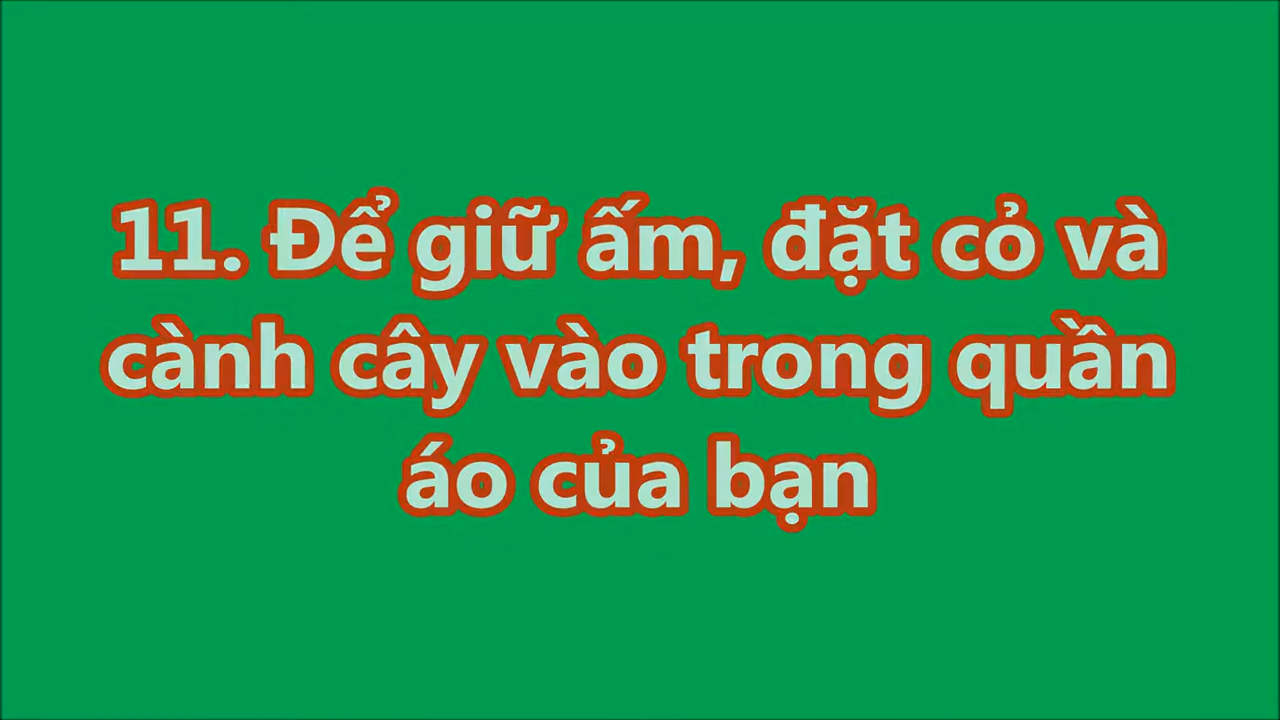 11. Để giữ ấm, đặt cỏ và
cành cây vào trong quần
áo của bạn